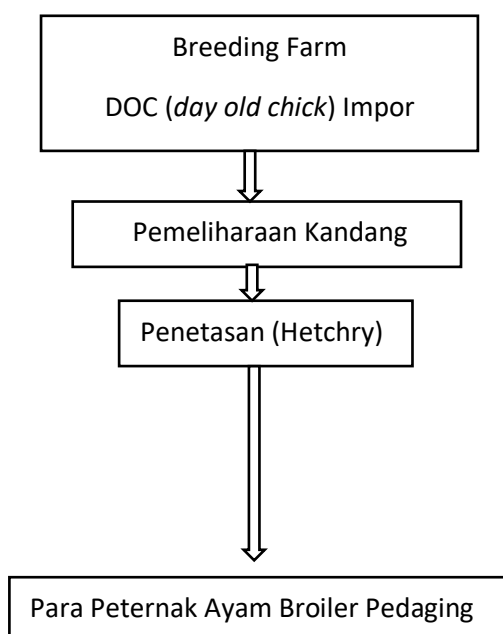 Breeding Farm
DOC (day old chick) Impor
Pemeliharaan Kandang
Penetasan (Hetchry)
Para Peternak Ayam Broiler Pedaging